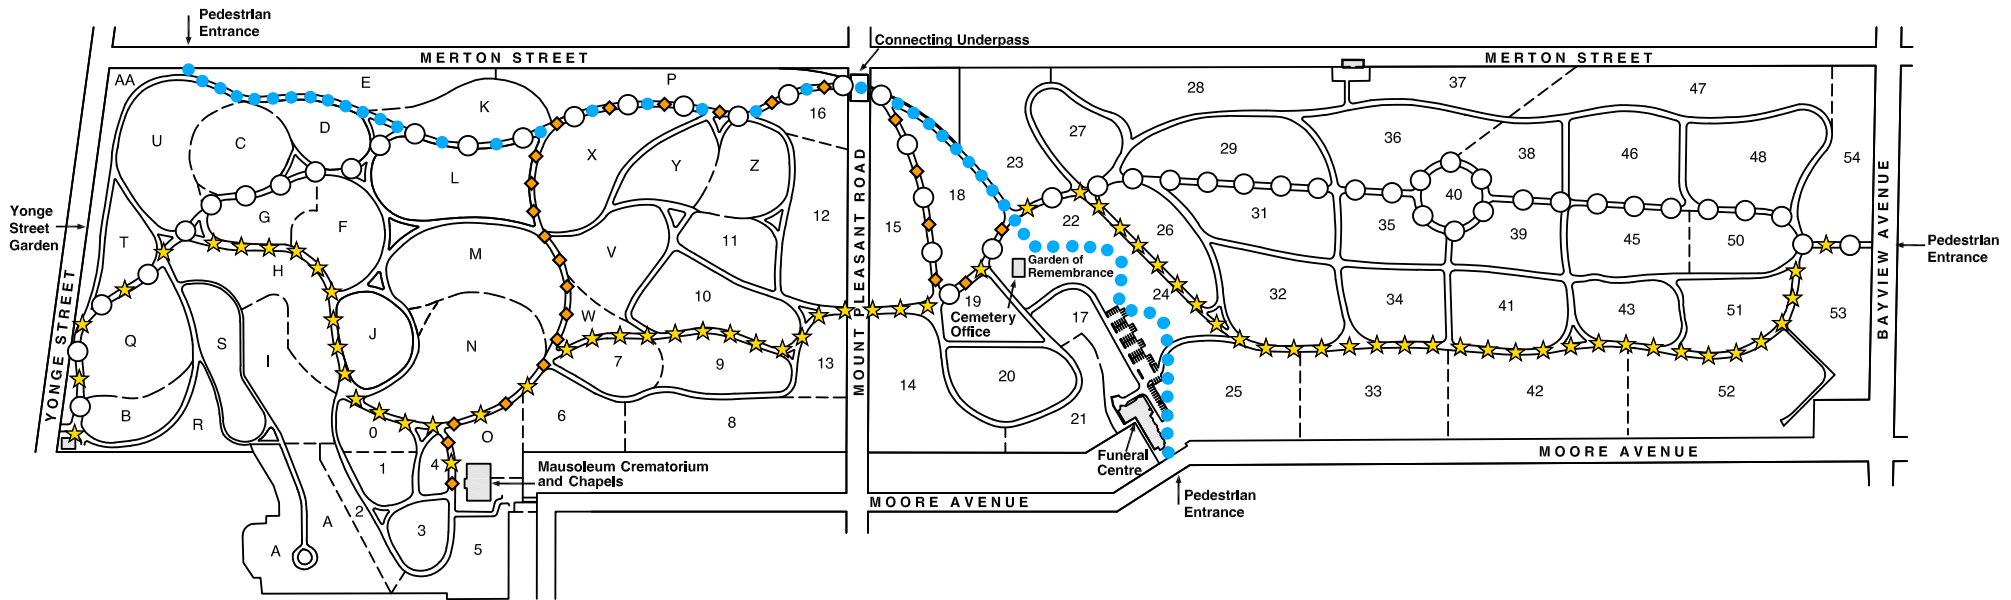 Pedestrian
Entrance
Connecting Underpass
MERTON STREET
MERTON STREET
AA
E
P
K
16
28
37
47
U
C
D
27
29
36
38
46
48
54
X
Y
Z
23
L
18
40
G
F
12
15
22
31
35
39
45
50
Yonge
Street
Garden
T
H
M
V
11
26
Pedestrian
Entrance
Garden of
Remembrance
10
19
24
32
34
41
43
51
53
Cemetery
Office
W
17
Q
S
I
J
N
7
9
13
14
20
25
33
42
52
B
R
0
O
6
8
21
1
4
Funeral
Centre
Mausoleum Crematorium
and Chapels
MOORE AVENUE
MOORE AVENUE
Pedestrian
Entrance
2
A
3
A
5
YONGE STREET
MOUNT PLEASANT ROAD
BAYVIEW AVENUE